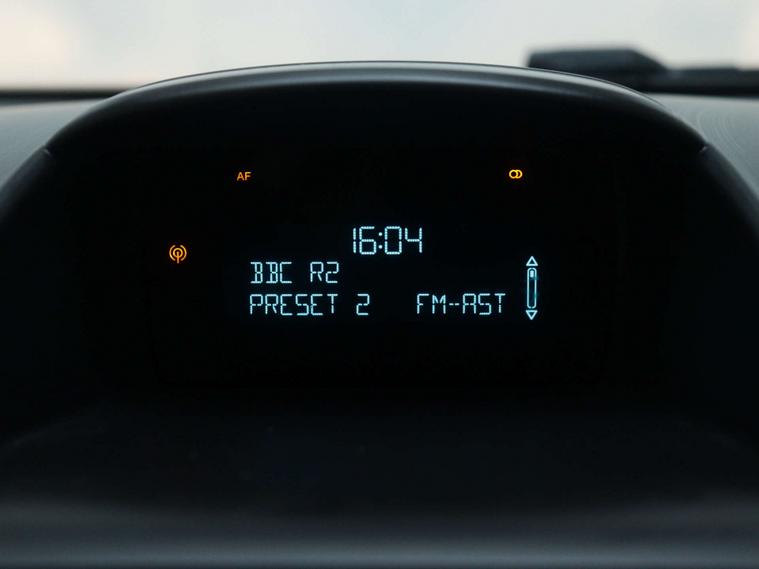 AF
16:04
BBC R2
PRESET 2 FM--AST